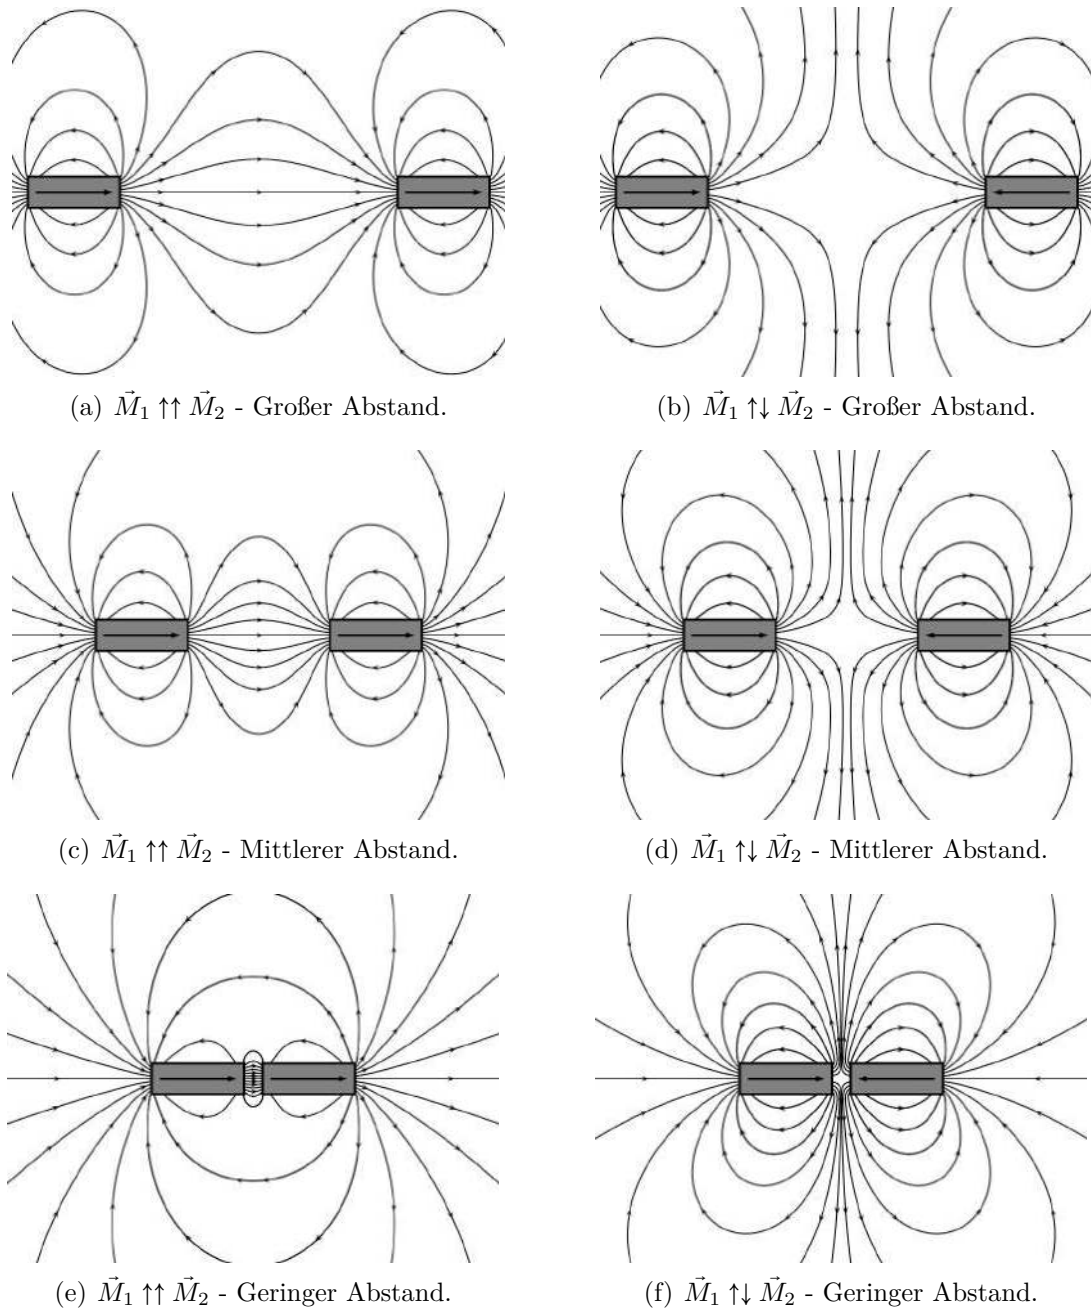 (a) $\vec{M}_1 \uparrow\uparrow \vec{M}_2$ - Großer Abstand.
(b) $\vec{M}_1 \uparrow\downarrow \vec{M}_2$ - Großer Abstand.
(c) $\vec{M}_1 \uparrow\uparrow \vec{M}_2$ - Mittlerer Abstand.
(d) $\vec{M}_1 \uparrow\downarrow \vec{M}_2$ - Mittlerer Abstand.
(e) $\vec{M}_1 \uparrow\uparrow \vec{M}_2$ - Geringer Abstand.
(f) $\vec{M}_1 \uparrow\downarrow \vec{M}_2$ - Geringer Abstand.